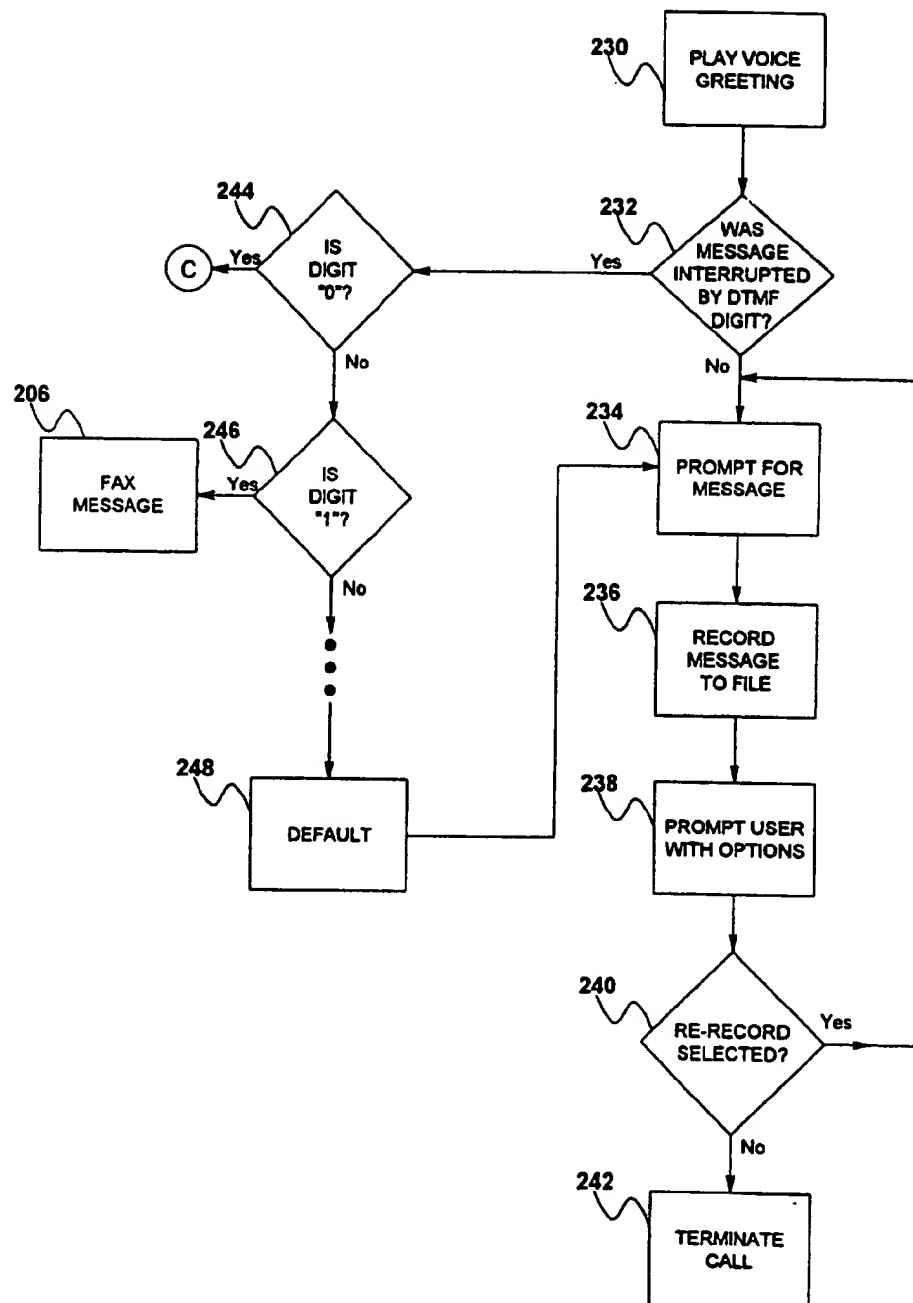 230
PLAY VOICE
GREETING
244
IS
DIGIT
"0"?
Yes
C
232
WAS
MESSAGE
INTERRUPTED
BY DTMF
DIGIT?
Yes
No
No
206
FAX
MESSAGE
246
IS
DIGIT
"1"?
Yes
No
234
PROMPT FOR
MESSAGE
236
RECORD
MESSAGE
TO FILE
248
DEFAULT
238
PROMPT USER
WITH OPTIONS
240
RE-RECORD
SELECTED?
Yes
No
242
TERMINATE
CALL